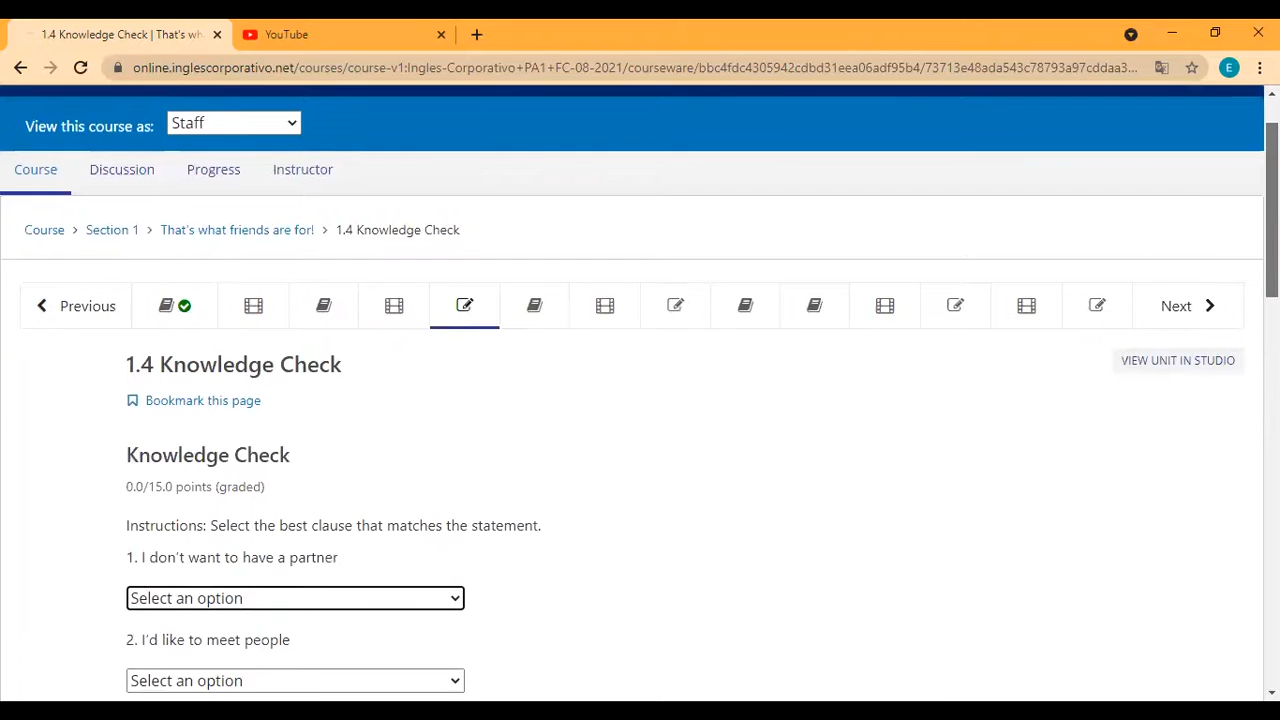 1.4 Knowledge Check | That's wh
YouTube
online.inglescorporativo.net/courses/course-v1:Ingles-Corporativo+PA1+FC-08-2021/courseware/bbc4fdc4305942cdbd31eea06adf95b4/73713e48ada543c78793a97cddaa3...
E
View this course as:
Staff
Course
Discussion
Progress
Instructor
Course > Section 1 > That's what friends are for! > 1.4 Knowledge Check
Previous
Next
1.4 Knowledge Check
VIEW UNIT IN STUDIO
Bookmark this page
Knowledge Check
0.0/15.0 points (graded)
Instructions: Select the best clause that matches the statement.
1. I don't want to have a partner
Select an option
2. I'd like to meet people
Select an option